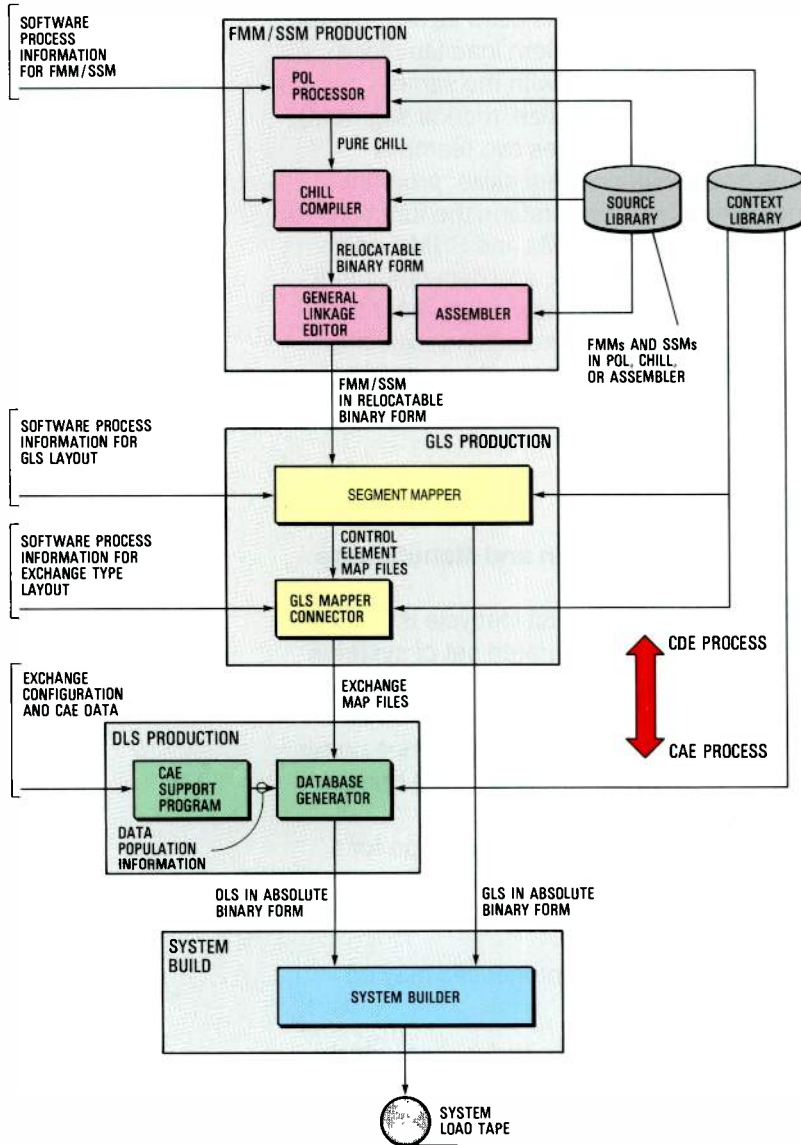 SOFTWARE
PROCESS
INFORMATION
FOR FMM/SSM
FMM/SSM PRODUCTION
POL
PROCESSOR
PURE CHILL
CHILL
COMPILER
SOURCE
LIBRARY
CONTEXT
LIBRARY
RELOCATABLE
BINARY FORM
GENERAL
LINKAGE
EDITOR
ASSEMBLER
FMMs AND SSMs
IN POL, CHILL,
OR ASSEMBLER
FMM/SSM
IN RELOCATABLE
BINARY FORM
SOFTWARE PROCESS
INFORMATION FOR
GLS LAYOUT
GLS PRODUCTION
SEGMENT MAPPER
SOFTWARE PROCESS
INFORMATION FOR
EXCHANGE TYPE
LAYOUT
CONTROL
ELEMENT
MAP FILES
GLS MAPPER
CONNECTOR
CDE PROCESS
EXCHANGE
CONFIGURATION
AND CAE DATA
EXCHANGE
MAP FILES
CAE PROCESS
DLS PRODUCTION
CAE
SUPPORT
PROGRAM
DATABASE
GENERATOR
DATA
POPULATION
INFORMATION
DLS IN ABSOLUTE
BINARY FORM
GLS IN ABSOLUTE
BINARY FORM
SYSTEM
BUILD
SYSTEM BUILDER
SYSTEM
LOAD TAPE